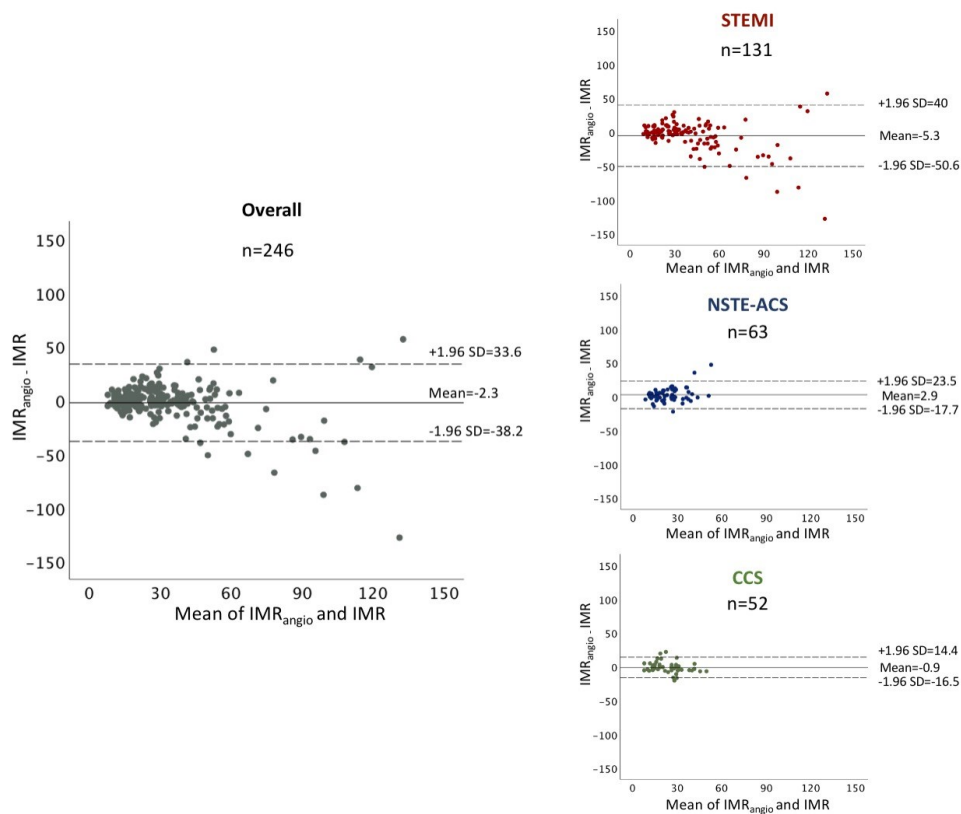 Overall
n=246
IMRangio - IMR
150
100
50
0
−50
−100
−150
+1.96 SD=33.6
Mean=-2.3
-1.96 SD=-38.2
0 30 60 90 120 150
Mean of IMRangio and IMR
STEMI
n=131
IMRangio - IMR
150
100
50
0
−50
−100
−150
+1.96 SD=40
Mean=-5.3
-1.96 SD=-50.6
0 30 60 90 120 150
Mean of IMRangio and IMR
NSTE-ACS
n=63
IMRangio - IMR
150
100
50
0
−50
−100
−150
+1.96 SD=23.5
Mean=2.9
-1.96 SD=-17.7
0 30 60 90 120 150
Mean of IMRangio and IMR
CCS
n=52
IMRangio - IMR
150
100
50
0
−50
−100
−150
+1.96 SD=14.4
Mean=-0.9
-1.96 SD=-16.5
0 30 60 90 120 150
Mean of IMRangio and IMR